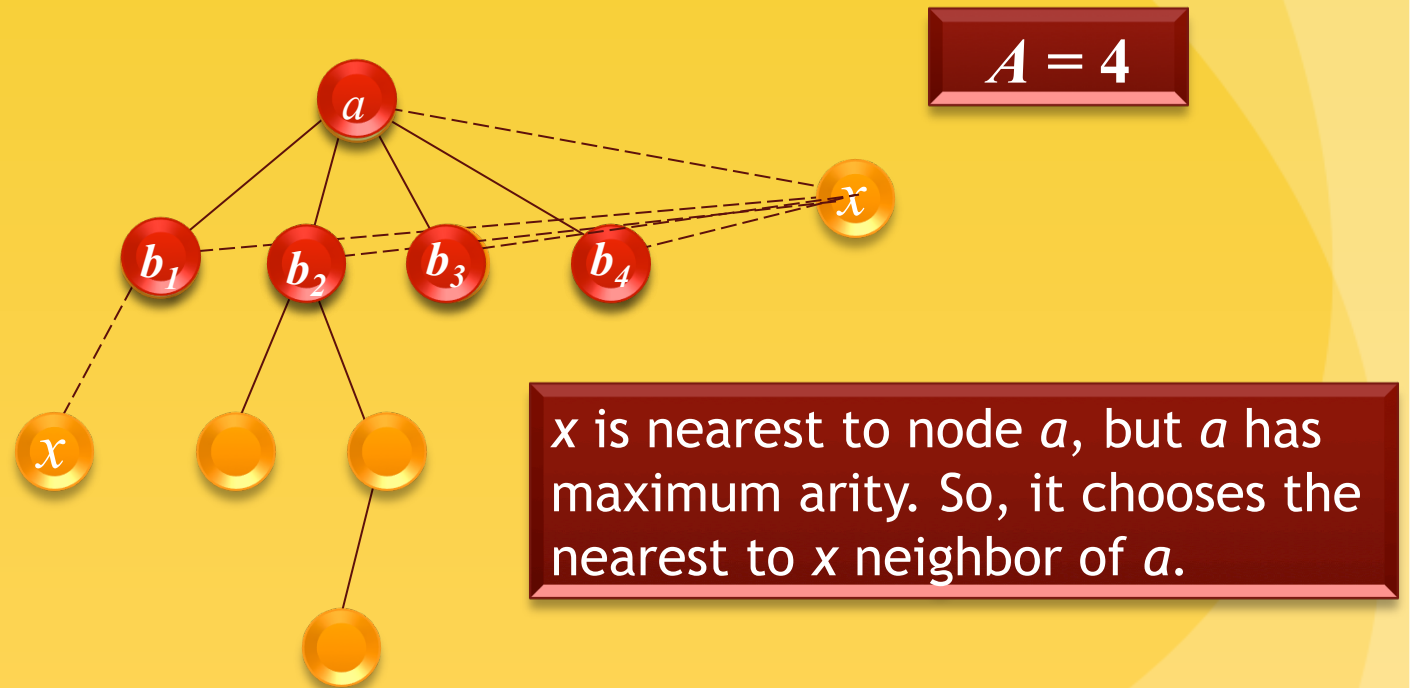 A = 4
a
x
b1
b2
b3
b4
x
x is nearest to node a, but a has
maximum arity. So, it chooses the
nearest to x neighbor of a.